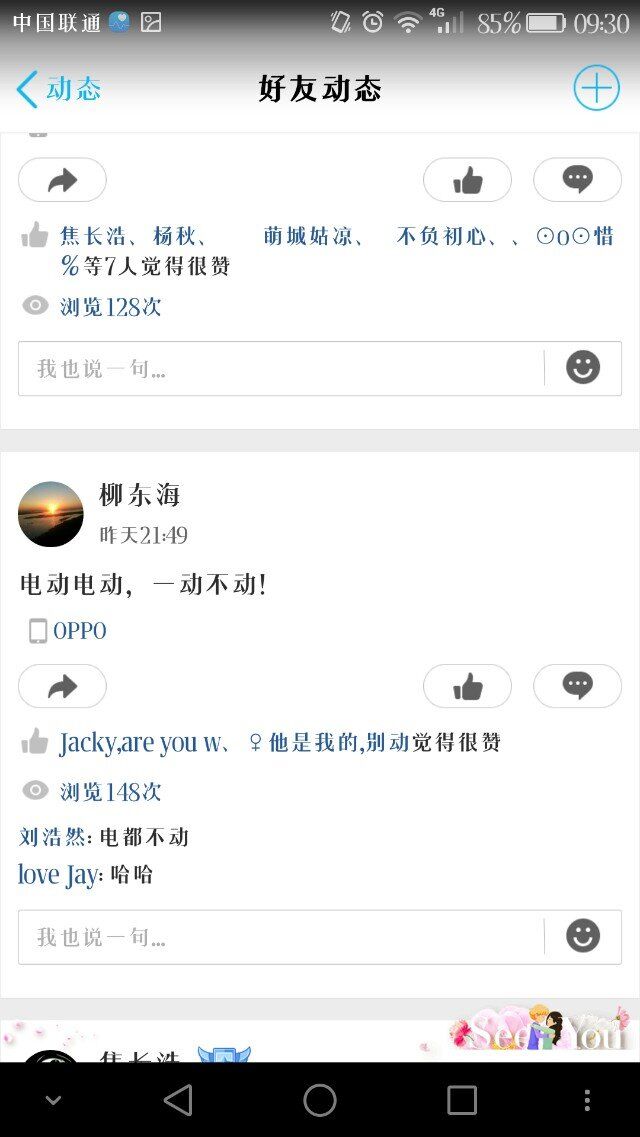 中国联通 4G 85% 09:30
动态 好友动态
焦长浩、杨秋、 萌城姑凉、 不负初心、、⊙o⊙惜
%等7人觉得很赞
浏览128次
我也说一句...
柳东海
昨天21:49
电动电动，一动不动!
OPPO
Jacky,are you w、♀他是我的,别动觉得很赞
浏览148次
刘浩然: 电都不动
love Jay: 哈哈
我也说一句...
See You
焦长浩